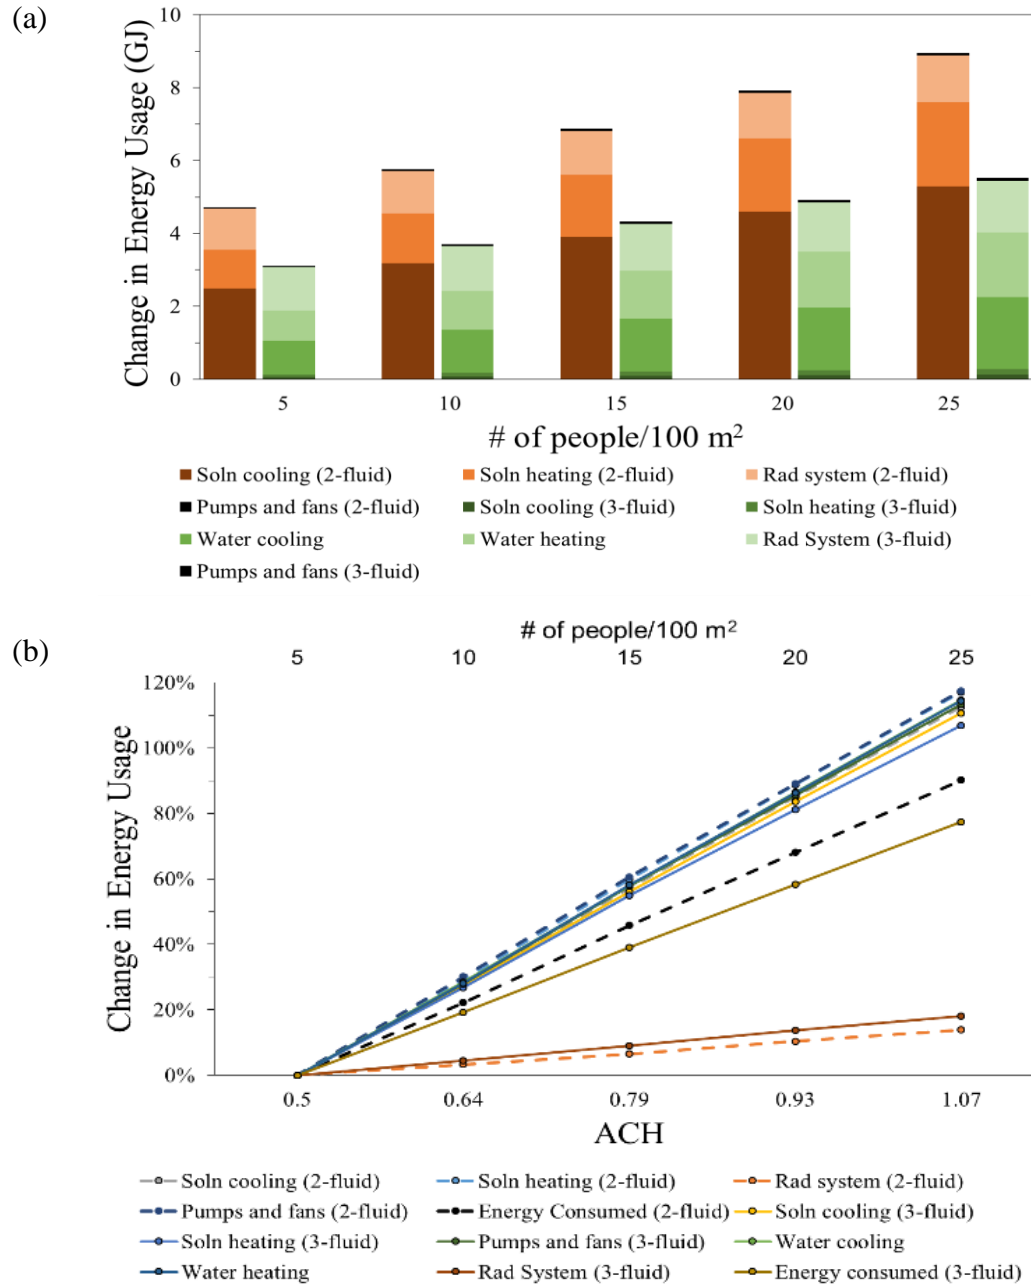 (a)
Change in Energy Usage (GJ)
10
8
6
4
2
0
5 10 15 20 25
# of people/100 m²
Soln cooling (2-fluid) Soln heating (2-fluid) Rad system (2-fluid)
Pumps and fans (2-fluid) Soln cooling (3-fluid) Soln heating (3-fluid)
Water cooling Water heating Rad System (3-fluid)
Pumps and fans (3-fluid)
(b)
# of people/100 m²
5 10 15 20 25
Change in Energy Usage
120%
100%
80%
60%
40%
20%
0%
0.5 0.64 0.79 0.93 1.07
ACH
Soln cooling (2-fluid) Soln heating (2-fluid) Rad system (2-fluid)
Pumps and fans (2-fluid) Energy Consumed (2-fluid) Soln cooling (3-fluid)
Soln heating (3-fluid) Pumps and fans (3-fluid) Water cooling
Water heating Rad System (3-fluid) Energy consumed (3-fluid)